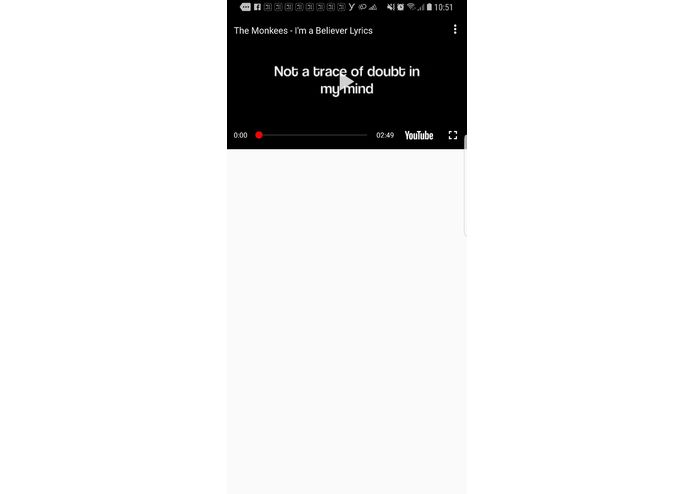 10:51
The Monkees - I'm a Believer Lyrics
Not a trace of doubt in
my mind
0:00 02:49 YouTube